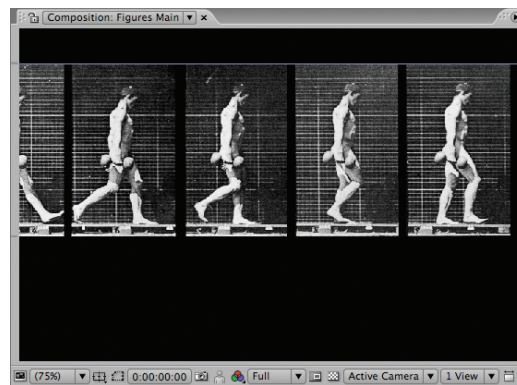 Composition: Figures Main
(75%) 0:00:00:00 Full Active Camera 1 View